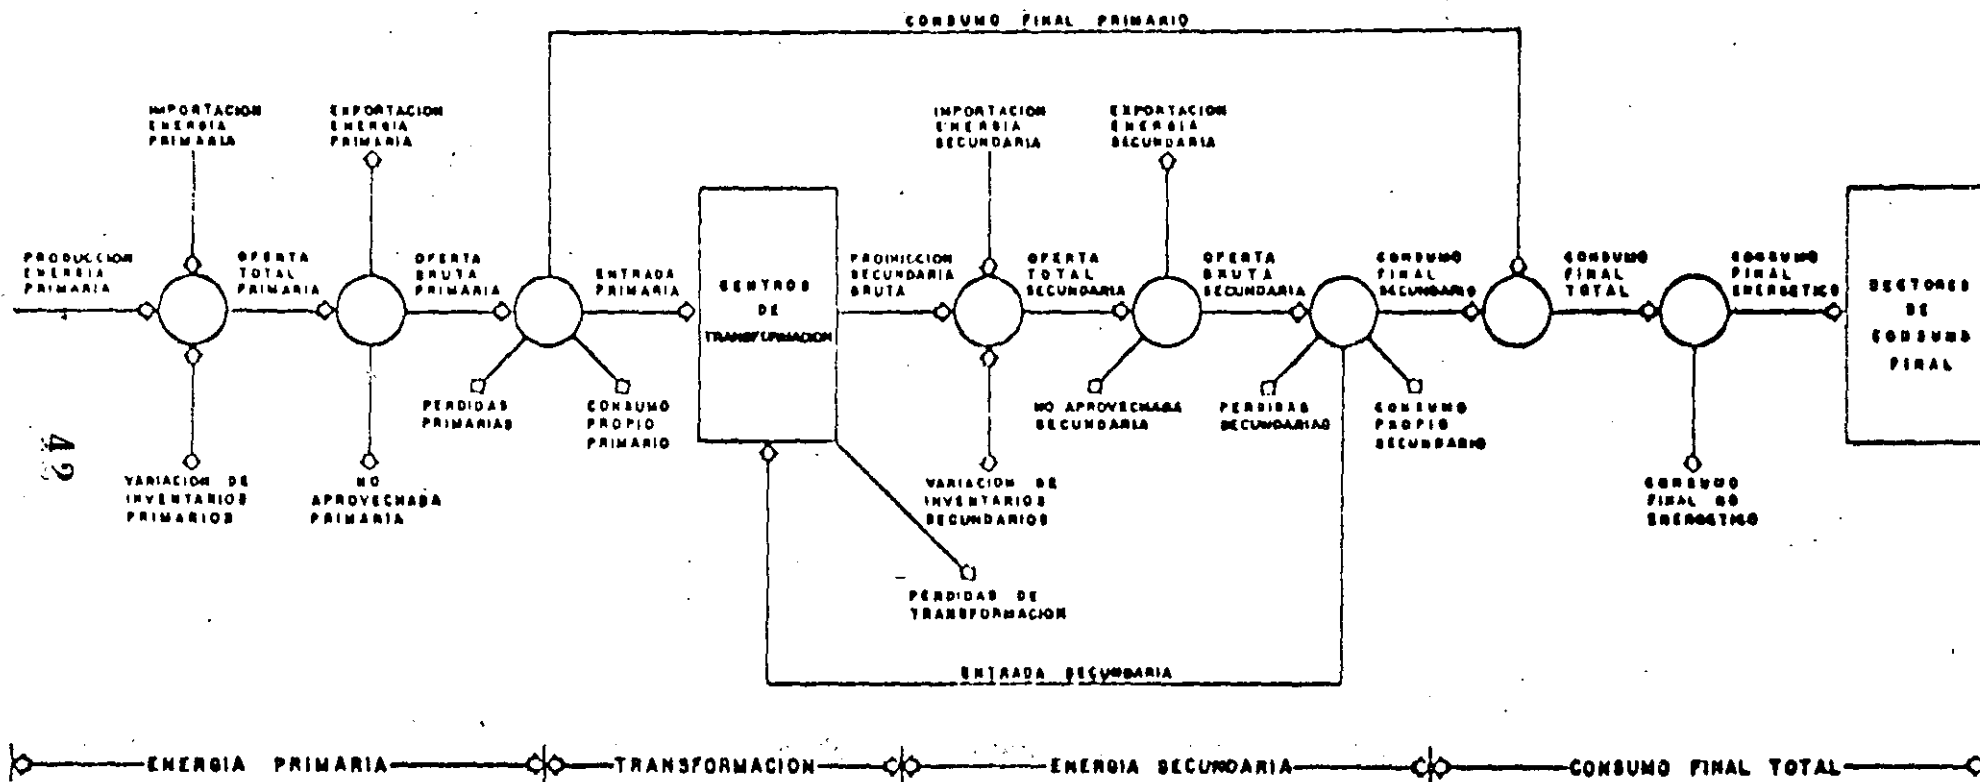 CONSUMO FINAL PRIMARIO
IMPORTACION
ENERGIA
PRIMARIA
EXPORTACION
ENERGIA
PRIMARIA
IMPORTACION
ENERGIA
SECUNDARIA
EXPORTACION
ENERGIA
SECUNDARIA
PRODUCCION
ENERGIA
PRIMARIA
OFERTA
TOTAL
PRIMARIA
OFERTA
BRUTA
PRIMARIA
ENTRADA
PRIMARIA
CENTROS
DE
TRANSFORMACION
PRODUCCION
SECUNDARIA
BRUTA
OFERTA
TOTAL
SECUNDARIA
OFERTA
BRUTA
SECUNDARIA
CONSUMO
FINAL
SECUNDARIO
CONSUMO
FINAL
TOTAL
CONSUMO
FINAL
ENERGETICO
SECTORES
DE
CONSUMO
FINAL
PERDIDAS
PRIMARIAS
CONSUMO
PROPIO
PRIMARIO
NO APROVECHADA
SECUNDARIA
PERDIDAS
SECUNDARIAS
CONSUMO
PROPIO
SECUNDARIO
42
VARIACION DE
INVENTARIOS
PRIMARIOS
NO
APROVECHADA
PRIMARIA
VARIACION DE
INVENTARIOS
SECUNDARIOS
CONSUMO
FINAL NO
ENERGETICO
PERDIDAS DE
TRANSFORMACION
ENTRADA SECUNDARIA
ENERGIA PRIMARIA
TRANSFORMACION
ENERGIA SECUNDARIA
CONSUMO FINAL TOTAL